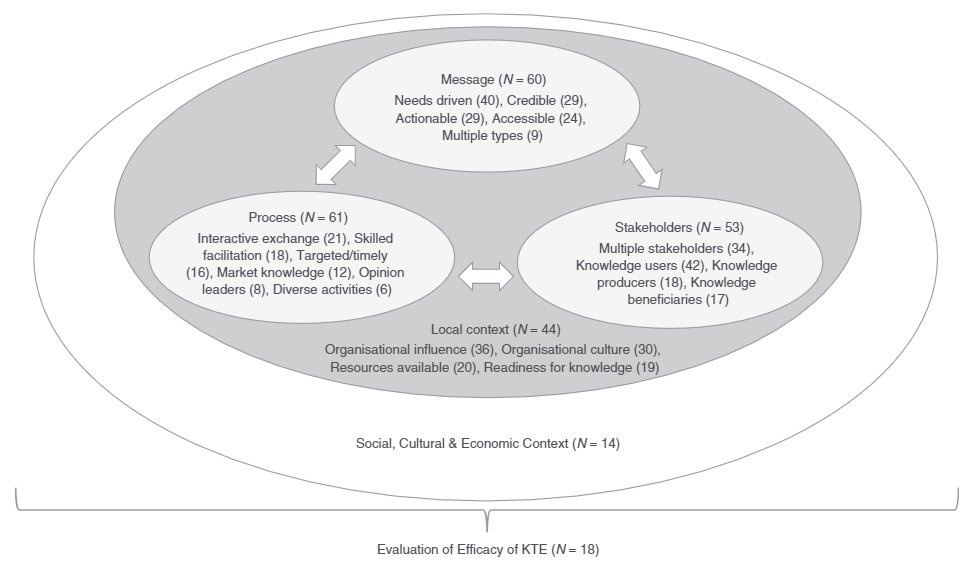 Message (N = 60)
Needs driven (40), Credible (29),
Actionable (29), Accessible (24),
Multiple types (9)
Process (N = 61)
Interactive exchange (21), Skilled
facilitation (18), Targeted/timely
(16), Market knowledge (12), Opinion
leaders (8), Diverse activities (6)
Stakeholders (N = 53)
Multiple stakeholders (34),
Knowledge users (42), Knowledge
producers (18), Knowledge
beneficiaries (17)
Local context (N = 44)
Organisational influence (36), Organisational culture (30),
Resources available (20), Readiness for knowledge (19)
Social, Cultural & Economic Context (N = 14)
Evaluation of Efficacy of KTE (N = 18)